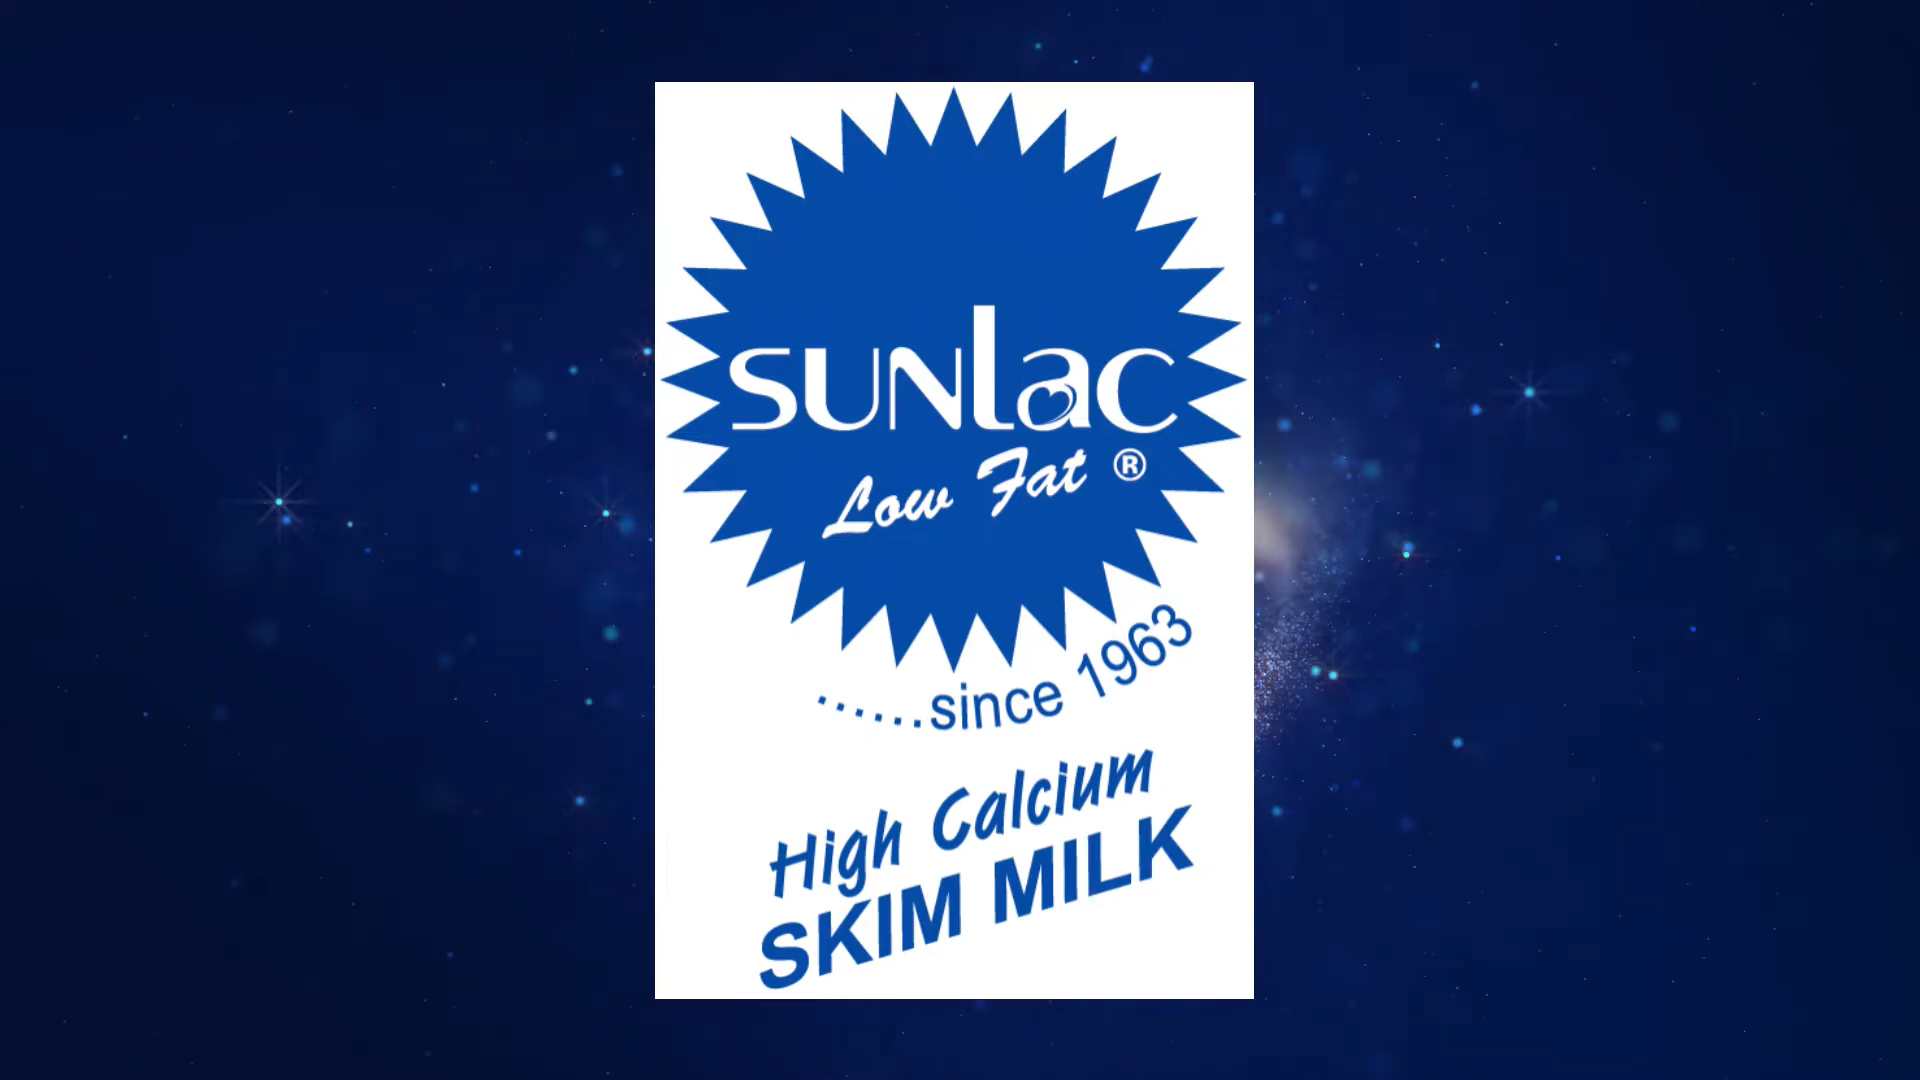 sunlac
Low Fat ®
......since 1963
High Calcium
SKIM MILK